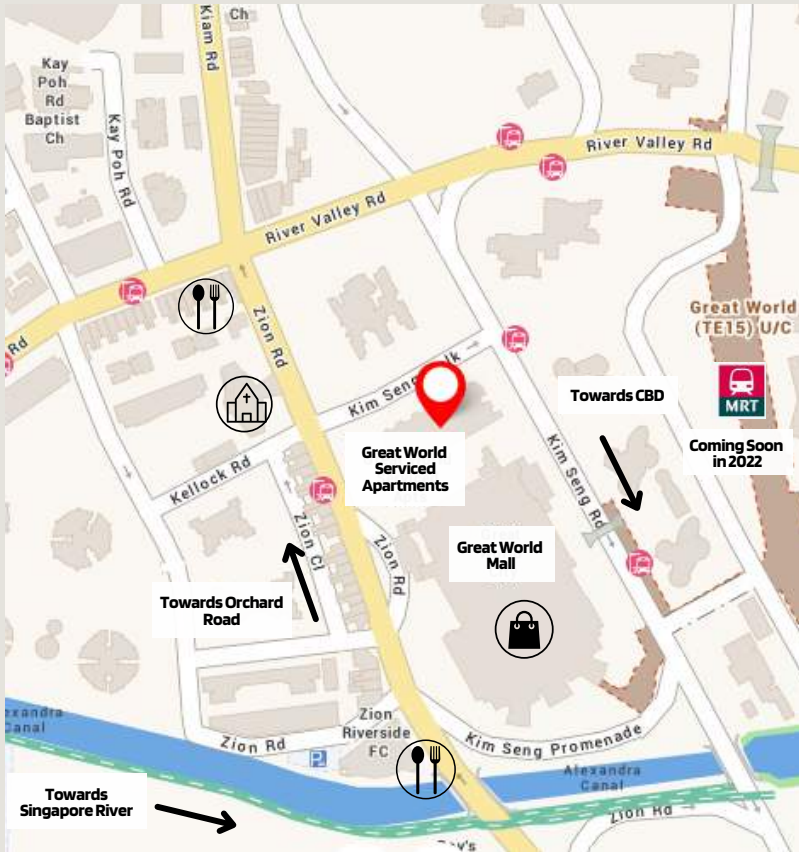 Ch
Kiam Rd
Kay
Poh
Rd
Baptist
Ch
Kay Poh Rd
River Valley Rd
River Valley Rd
Zion Rd
Rd
Great World
(TE15) U/C
MRT
Coming Soon
in 2022
Towards CBD
Kim Seng
Great World
Serviced
Apartments
Kellock Rd
Kim Seng Rd
Zion Cl
Zion Rd
Great World
Mall
Towards Orchard
Road
Zion
Riverside
FC
Zion Rd
P
Kim Seng Promenade
Canal
Alexandra
Canal
Towards
Singapore River
Zion Rd